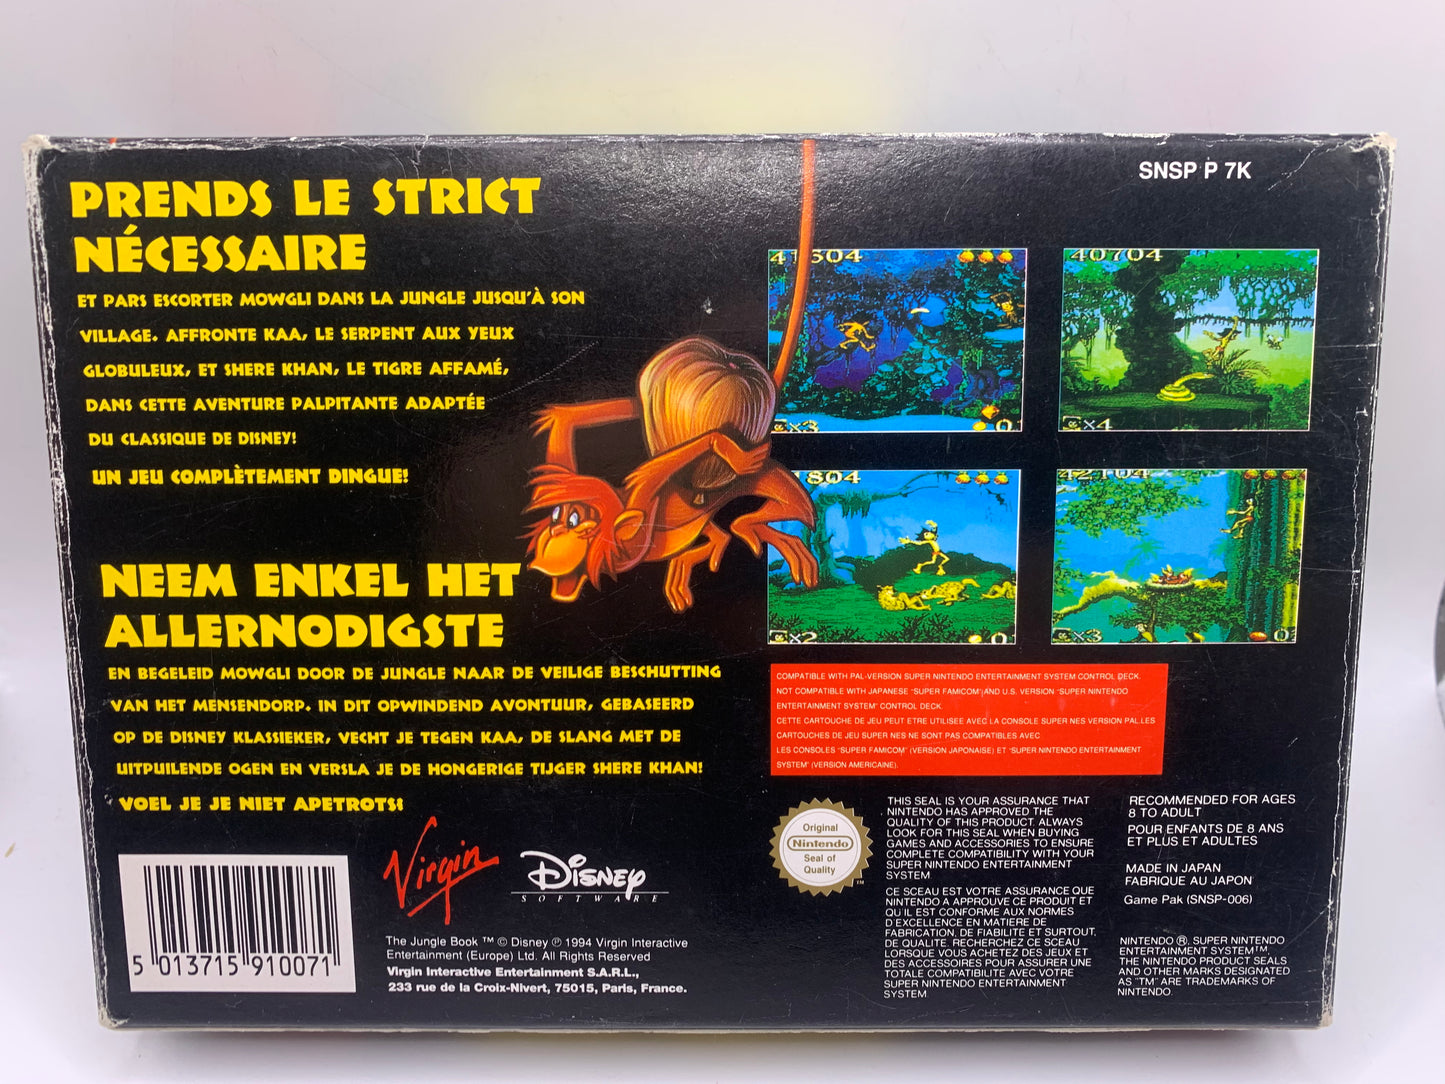 SNSP P 7K
PRENDS LE STRICT
NÉCESSAIRE
ET PARS ESCORTER MOWGLI DANS LA JUNGLE JUSQU'À SON
VILLAGE. AFFRONTE KAA, LE SERPENT AUX YEUX
GLOBULEUX, ET SHERE KHAN, LE TIGRE AFFAMÉ,
DANS CETTE AVENTURE PALPITANTE ADAPTÉE
DU CLASSIQUE DE DISNEY!
UN JEU COMPLÈTEMENT DINGUE!
NEEM ENKEL HET
ALLERNODIGSTE
EN BEGELEID MOWGLI DOOR DE JUNGLE NAAR DE VEILIGE BESCHUTTING
VAN HET MENSENDORP. IN DIT OPWINDEND AVONTUUR, GEBASEERD
OP DE DISNEY KLASSIEKER, VECHT JE TEGEN KAA, DE SLANG MET DE
UITPUILENDE OGEN EN VERSLA JE DE HONGERIGE TIJGER SHERE KHAN!
VOEL JE JE NIET APETROTS?
41304
x3
0
40704
x4
804
x2
0
42104
x3
0
COMPATIBLE WITH PAL-VERSION SUPER NINTENDO ENTERTAINMENT SYSTEM CONTROL DECK.
NOT COMPATIBLE WITH JAPANESE "SUPER FAMICOM" AND U.S. VERSION "SUPER NINTENDO
ENTERTAINMENT SYSTEM" CONTROL DECK.
CETTE CARTOUCHE DE JEU PEUT ETRE UTILISEE AVEC LA CONSOLE SUPER NES VERSION PAL.LES
CARTOUCHES DE JEU SUPER NES NE SONT PAS COMPATIBLES AVEC
LES CONSOLES "SUPER FAMICOM" (VERSION JAPONAISE) ET "SUPER NINTENDO ENTERTAINMENT
SYSTEM" (VERSION AMERICAINE).
Original
Nintendo
Seal of
Quality
TM
THIS SEAL IS YOUR ASSURANCE THAT
NINTENDO HAS APPROVED THE
QUALITY OF THIS PRODUCT. ALWAYS
LOOK FOR THIS SEAL WHEN BUYING
GAMES AND ACCESSORIES TO ENSURE
COMPLETE COMPATIBILITY WITH YOUR
SUPER NINTENDO ENTERTAINMENT
SYSTEM.
CE SCEAU EST VOTRE ASSURANCE QUE
NINTENDO A APPROUVE CE PRODUIT ET
QU'IL EST CONFORME AUX NORMES
D'EXCELLENCE EN MATIERE DE
FABRICATION, DE FIABILITE ET SURTOUT,
DE QUALITE. RECHERCHEZ CE SCEAU
LORSQUE VOUS ACHETEZ DES JEUX ET
DES ACCESSOIRES POUR ASSURER UNE
TOTALE COMPATIBILITE AVEC VOTRE
SUPER NINTENDO ENTERTAINMENT
SYSTEM.
RECOMMENDED FOR AGES
8 TO ADULT
POUR ENFANTS DE 8 ANS
ET PLUS ET ADULTES
MADE IN JAPAN
FABRIQUE AU JAPON
Game Pak (SNSP-006)
NINTENDO ®, SUPER NINTENDO
ENTERTAINMENT SYSTEM™,
THE NINTENDO PRODUCT SEALS
AND OTHER MARKS DESIGNATED
AS "TM" ARE TRADEMARKS OF
NINTENDO.
Virgin
Disney
SOFTWARE
The Jungle Book ™ © Disney ℗ 1994 Virgin Interactive
Entertainment (Europe) Ltd. All Rights Reserved
Virgin Interactive Entertainment S.A.R.L.,
233 rue de la Croix-Nivert, 75015, Paris, France.
5 013715 910071